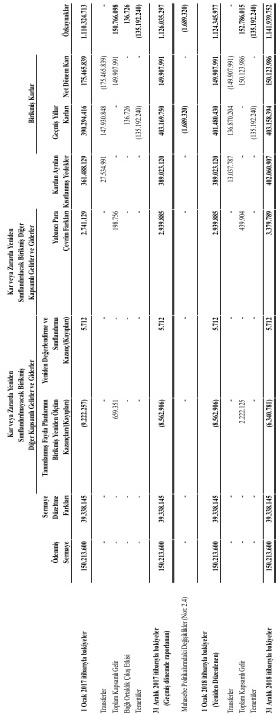 Kar veya Zararda Yeniden Sınıflandırılmayacak Birikmiş Diğer Kapsamlı Gelirler ve Giderler
Kar veya Zararda Yeniden Sınıflandırılacak Birikmiş Diğer Kapsamlı Gelirler ve Giderler
Birikmiş Karlar
Ödenmiş Sermaye
Sermaye Düzeltme Farkları
Tanımlanmış Fayda Planlarının Birikmiş Yeniden Ölçüm Kazançları/(Kayıpları)
Yeniden Değerlendirme ve Sınıflandırma Kazanç/(Kayıpları)
Yabancı Para Çevrim Farkları
Kardan Ayrılan Kısıtlanmış Yedekler
Geçmiş Yıllar Karları
Net Dönem Karı
Özkaynaklar
1 Ocak 2017 itibarıyla bakiyeler 150.213.600 39.338.145 (9.222.257) 5.712 2.741.129 361.488.129 390.294.416 175.465.839 1.110.324.713
Transferler - - - - - 27.534.991 147.930.848 (175.465.839) -
Toplam Kapsamlı Gelir - - 659.351 - 198.756 - - 149.907.991 150.766.098
Bağlı Ortaklık Çıkış Etkisi - - - - - - 136.726 - 136.726
Temettüler - - - - - - (135.192.240) - (135.192.240)
31 Aralık 2017 itibarıyla bakiyeler
(Geçmiş dönemde raporlanan) 150.213.600 39.338.145 (8.562.906) 5.712 2.939.885 389.023.120 403.169.750 149.907.991 1.126.035.297
Muhasebe Politikalarındaki Değişiklikler (Not: 2.4) - - - - - - (1.689.320) - (1.689.320)
1 Ocak 2018 itibarıyla bakiyeler
(Yeniden Düzenlenen) 150.213.600 39.338.145 (8.562.906) 5.712 2.939.885 389.023.120 401.480.430 149.907.991 1.124.345.977
Transferler - - - - - 13.037.787 136.870.204 (149.907.991) -
Toplam Kapsamlı Gelir - - 2.222.125 - 439.904 - - 150.123.986 152.786.015
Temettüler - - - - - - (135.192.240) - (135.192.240)
31 Aralık 2018 itibarıyla bakiyeler 150.213.600 39.338.145 (6.340.781) 5.712 3.379.789 402.060.907 403.158.394 150.123.986 1.141.939.752